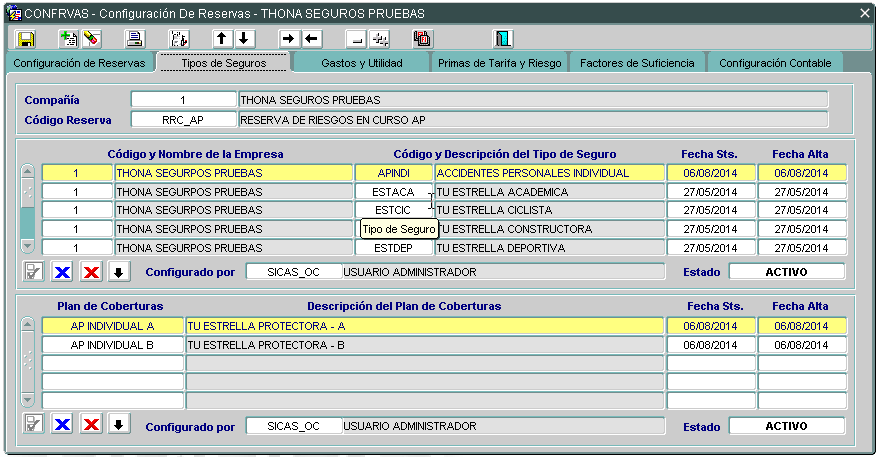 CONFRVAS - Configuración De Reservas - THONA SEGUROS PRUEBAS
Configuración de Reservas Tipos de Seguros Gastos y Utilidad Primas de Tarifa y Riesgo Factores de Suficiencia Configuración Contable
Compañía 1 THONA SEGUROS PRUEBAS
Código Reserva RRC_AP RESERVA DE RIESGOS EN CURSO AP
Código y Nombre de la Empresa Código y Descripción del Tipo de Seguro Fecha Sts. Fecha Alta
1 THONA SEGURPOS PRUEBAS APINDI ACCIDENTES PERSONALES INDIVIDUAL 06/08/2014 06/08/2014
1 THONA SEGURPOS PRUEBAS ESTACA TU ESTRELLA ACADEMICA 27/05/2014 27/05/2014
1 THONA SEGURPOS PRUEBAS ESTCIC TU ESTRELLA CICLISTA 27/05/2014 27/05/2014
1 THONA SEGURPOS PRUEBAS Tipo de Seguro TU ESTRELLA CONSTRUCTORA 27/05/2014 27/05/2014
1 THONA SEGURPOS PRUEBAS ESTDEP TU ESTRELLA DEPORTIVA 27/05/2014 27/05/2014
Configurado por SICAS_OC USUARIO ADMINISTRADOR Estado ACTIVO
Plan de Coberturas Descripción del Plan de Coberturas Fecha Sts. Fecha Alta
AP INDIVIDUAL A TU ESTRELLA PROTECTORA - A 06/08/2014 06/08/2014
AP INDIVIDUAL B TU ESTRELLA PROTECTORA - B 06/08/2014 06/08/2014
Configurado por SICAS_OC USUARIO ADMINISTRADOR Estado ACTIVO